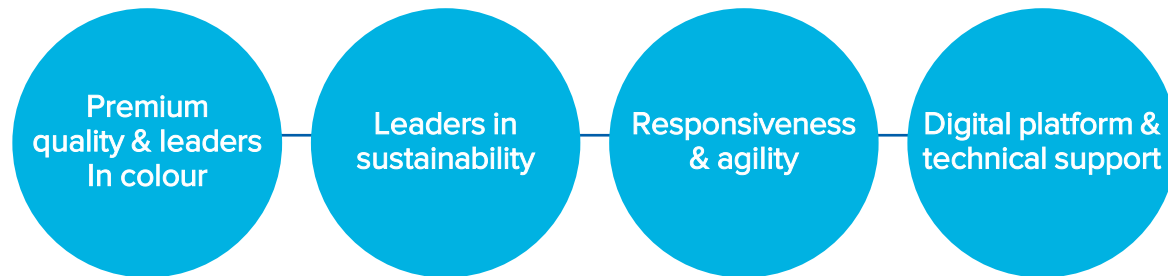 Premium
quality & leaders
In colour
Leaders in
sustainability
Responsiveness
& agility
Digital platform &
technical support